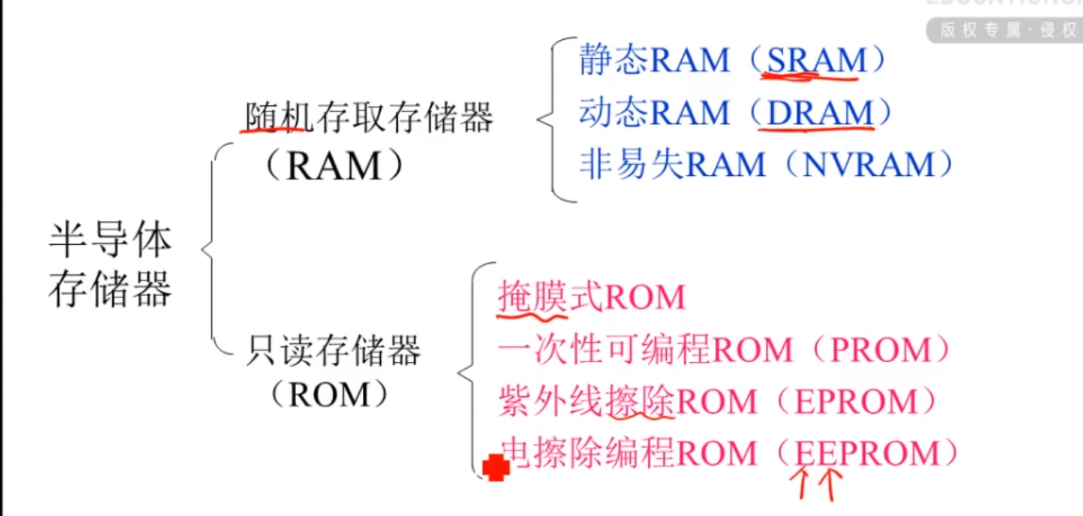 版权专属·侵权
静态RAM（SRAM）
随机存取存储器
（RAM）
动态RAM（DRAM）
非易失RAM（NVRAM）
半导体
存储器
掩膜式ROM
只读存储器
（ROM）
一次性可编程ROM（PROM）
紫外线擦除ROM（EPROM）
电擦除编程ROM（EEPROM）